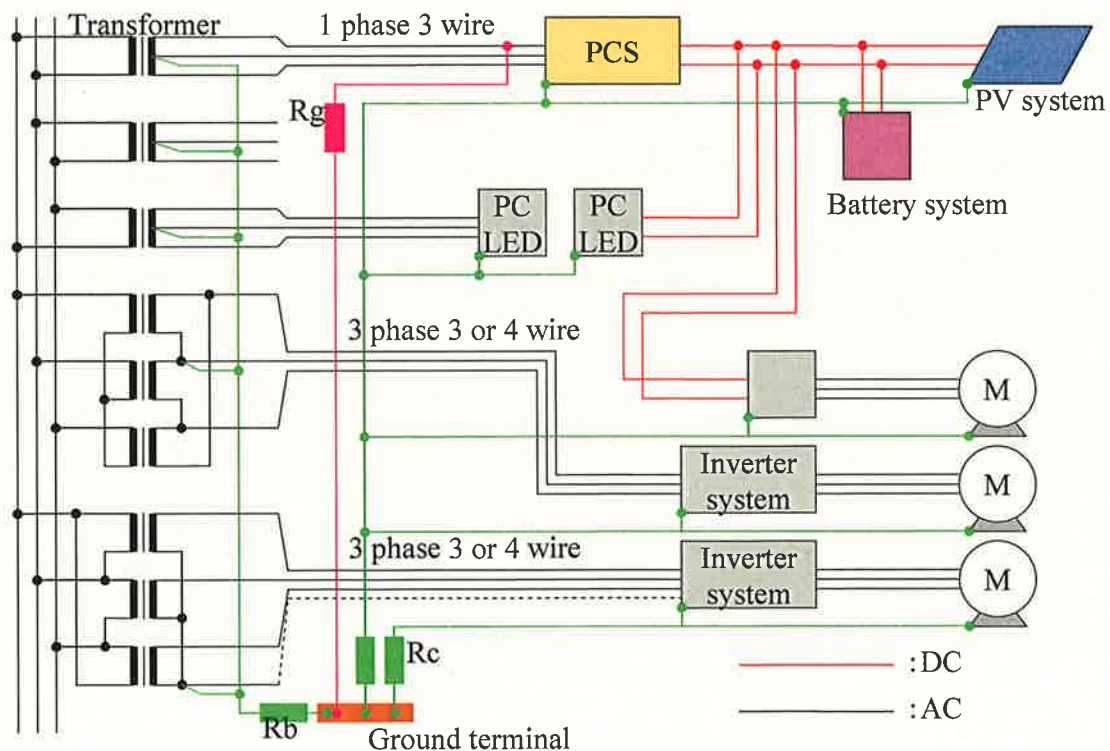 Transformer
1 phase 3 wire
PCS
PV system
Rg
Battery system
PC
LED
PC
LED
3 phase 3 or 4 wire
M
Inverter
system
M
3 phase 3 or 4 wire
Inverter
system
M
Rc
:DC
Rb
:AC
Ground terminal